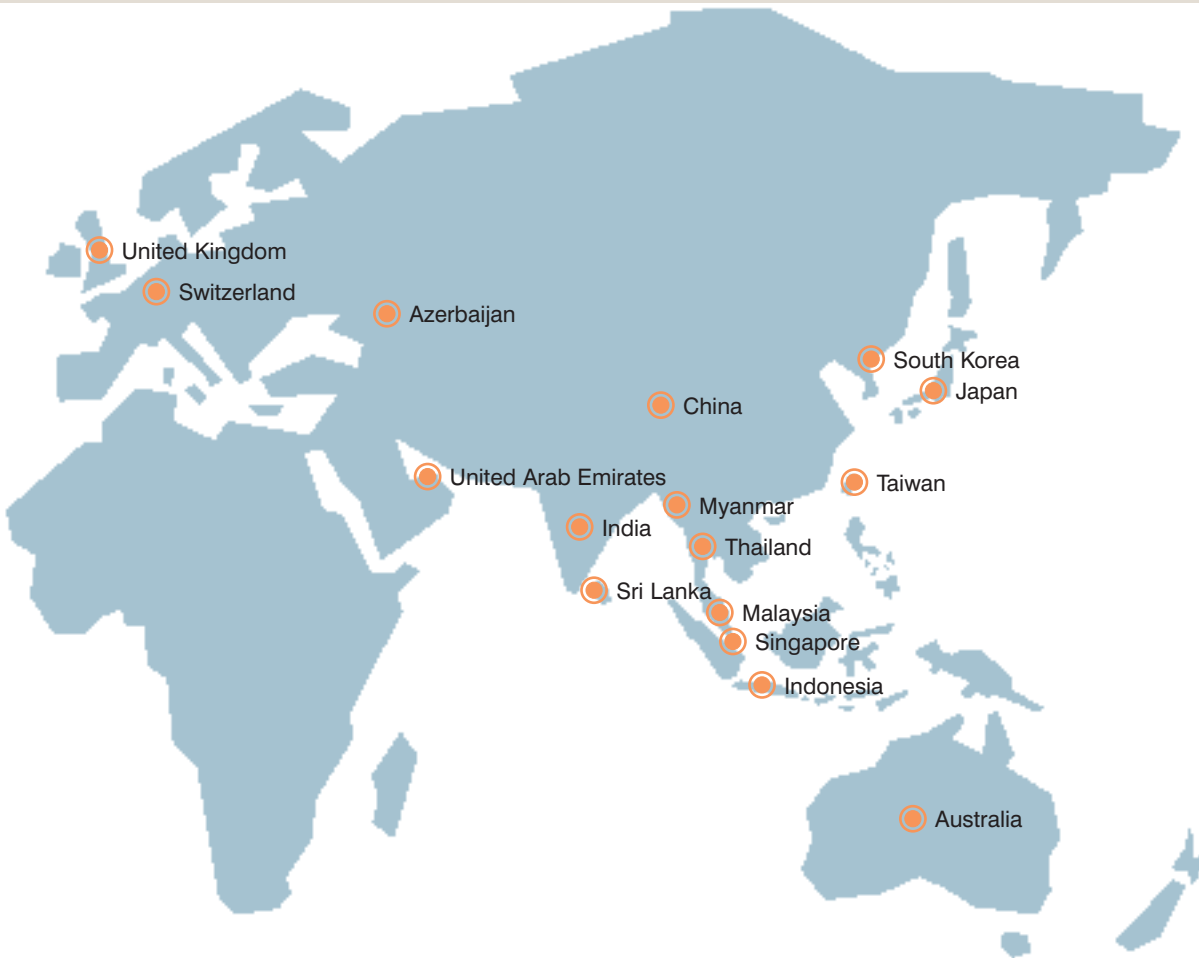 United Kingdom
Switzerland
Azerbaijan
South Korea
Japan
China
United Arab Emirates
Taiwan
Myanmar
India
Thailand
Sri Lanka
Malaysia
Singapore
Indonesia
Australia